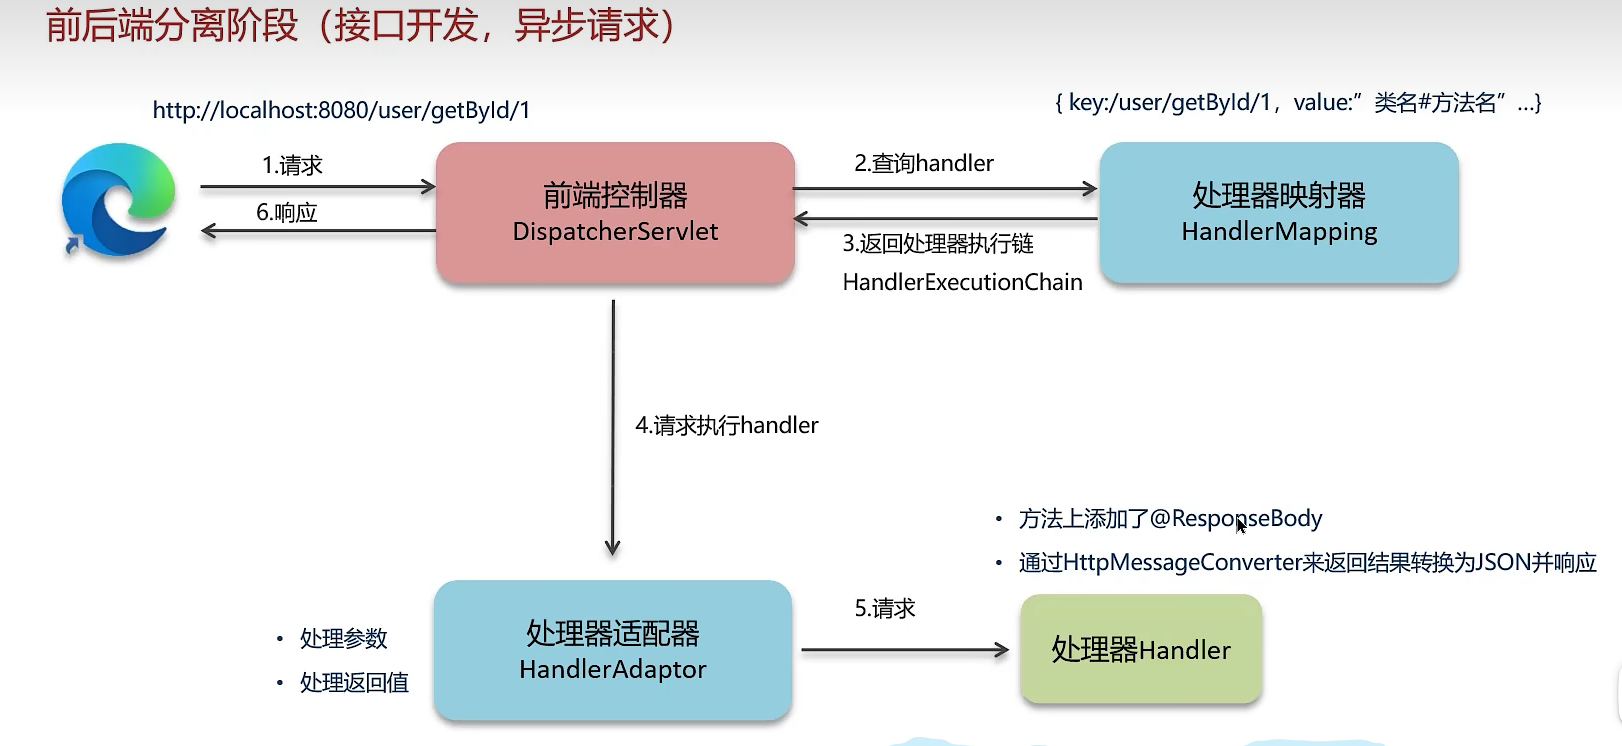 前后端分离阶段（接口开发，异步请求）
http://localhost:8080/user/getById/1
{ key:/user/getById/1，value:”类名#方法名”...}
1.请求
6.响应
前端控制器
DispatcherServlet
2.查询handler
3.返回处理器执行链
HandlerExecutionChain
处理器映射器
HandlerMapping
4.请求执行handler
• 方法上添加了@ResponseBody
• 通过HttpMessageConverter来返回结果转换为JSON并响应
• 处理参数
• 处理返回值
处理器适配器
HandlerAdaptor
5.请求
处理器Handler